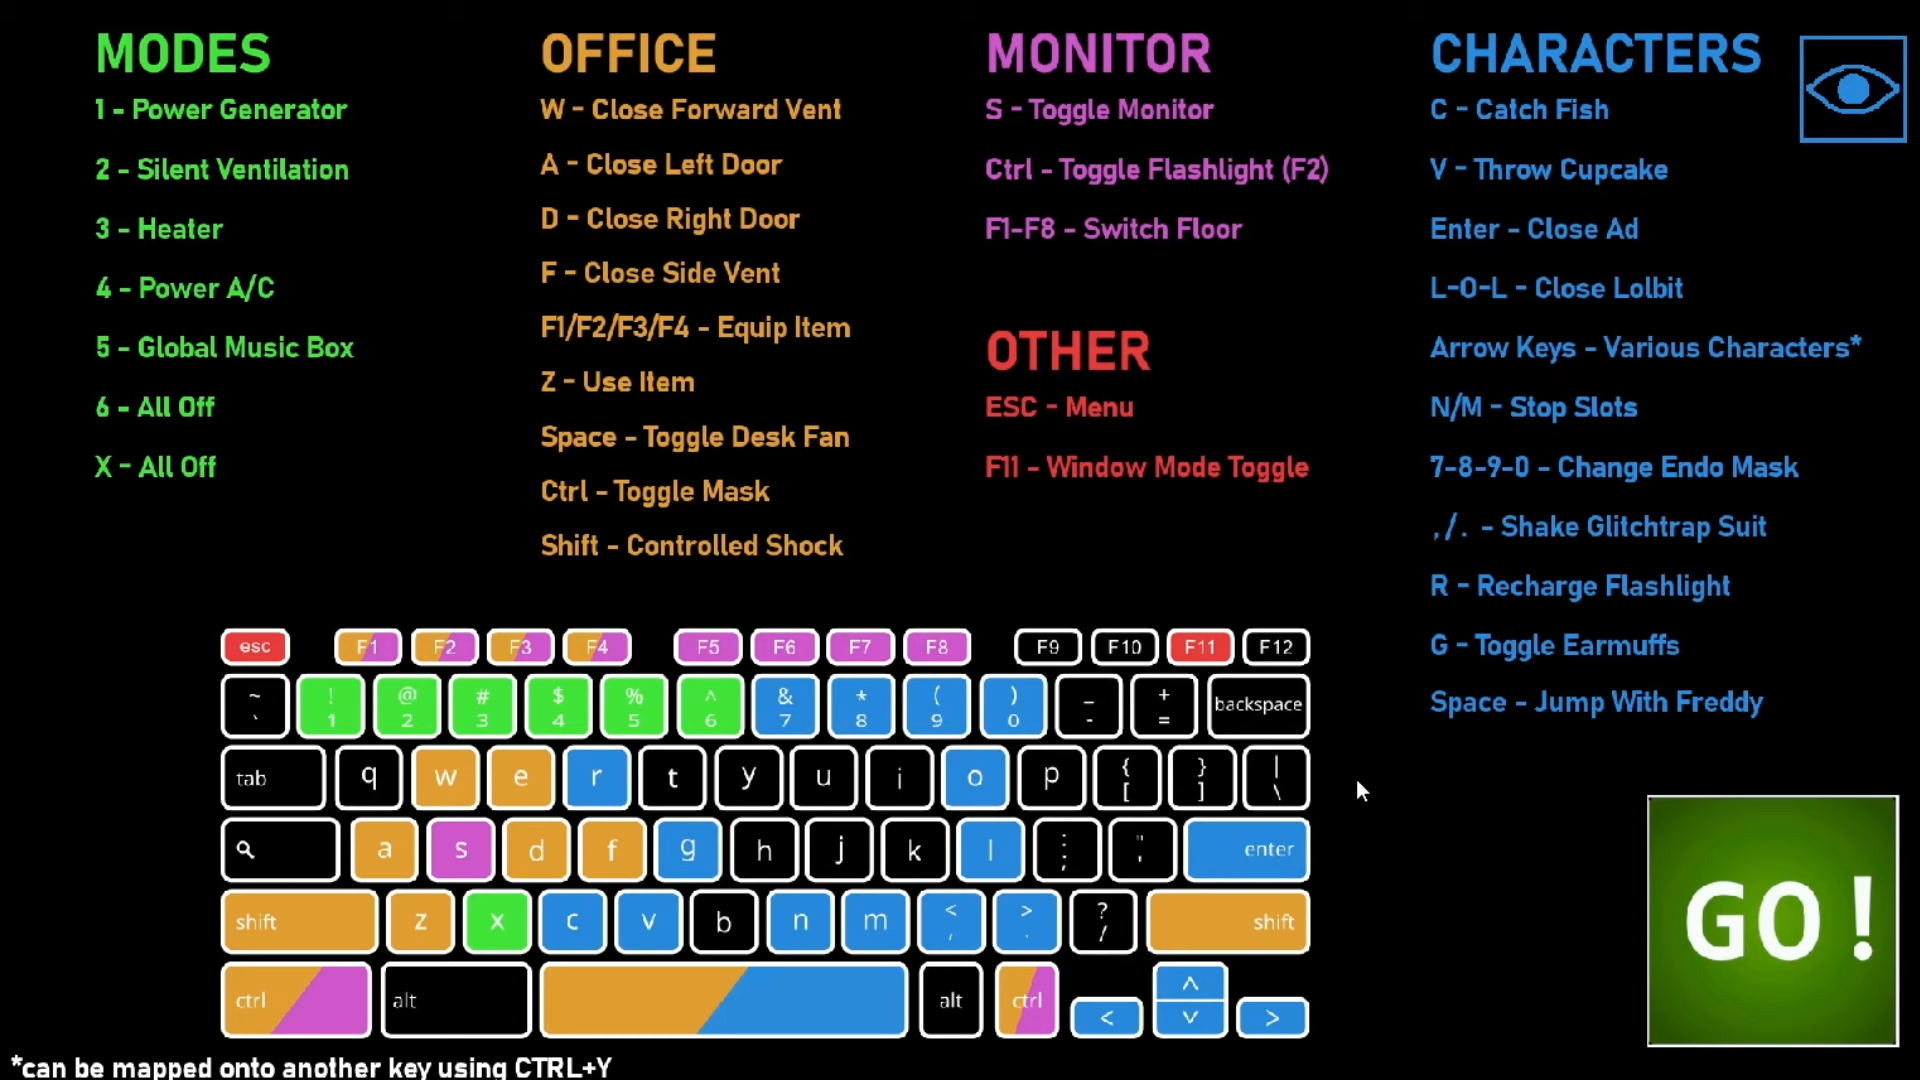 MODES
1 - Power Generator
2 - Silent Ventilation
3 - Heater
4 - Power A/C
5 - Global Music Box
6 - All Off
X - All Off
OFFICE
W - Close Forward Vent
A - Close Left Door
D - Close Right Door
F - Close Side Vent
F1/F2/F3/F4 - Equip Item
Z - Use Item
Space - Toggle Desk Fan
Ctrl - Toggle Mask
Shift - Controlled Shock
MONITOR
S - Toggle Monitor
Ctrl - Toggle Flashlight (F2)
F1-F8 - Switch Floor
OTHER
ESC - Menu
F11 - Window Mode Toggle
CHARACTERS
C - Catch Fish
V - Throw Cupcake
Enter - Close Ad
L-O-L - Close Lolbit
Arrow Keys - Various Characters*
N/M - Stop Slots
7-8-9-0 - Change Endo Mask
,/. - Shake Glitchtrap Suit
R - Recharge Flashlight
G - Toggle Earmuffs
Space - Jump With Freddy
esc F1 F2 F3 F4 F5 F6 F7 F8 F9 F10 F11 F12
~ ! @ # $ % ^ & * ( ) _ +
` 1 2 3 4 5 6 7 8 9 0 - = backspace
tab q w e r t y u i o p { [ } ] | \
a s d f g h j k l : ; " ' enter
shift z x c v b n m < , > . ? / shift
ctrl alt alt ctrl < ^ v >
GO!
*can be mapped onto another key using CTRL+Y